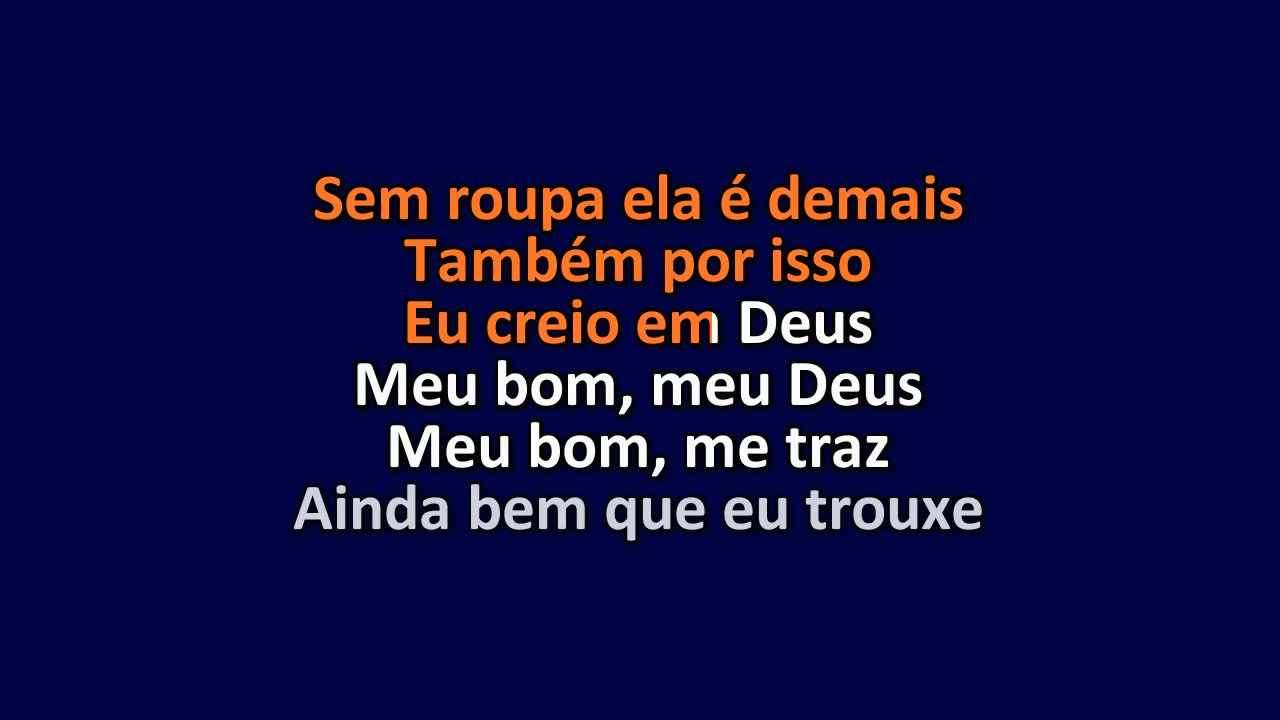 Sem roupa ela é demais
Também por isso
Eu creio em Deus
Meu bom, meu Deus
Meu bom, me traz
Ainda bem que eu trouxe